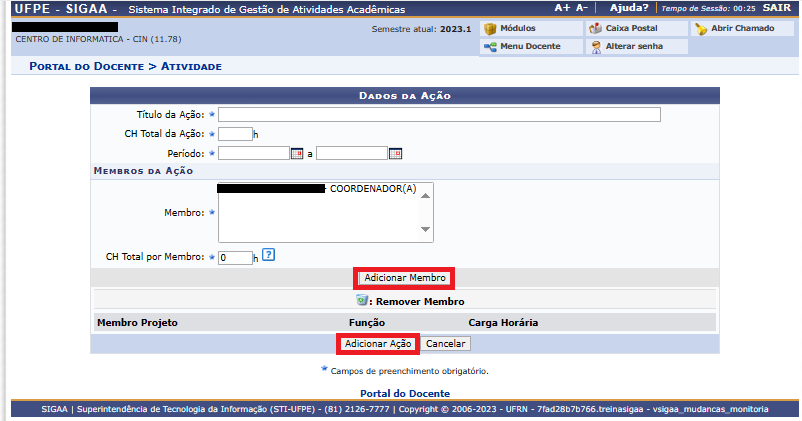 UFPE - SIGAA - Sistema Integrado de Gestão de Atividades Acadêmicas A+ A- | Ajuda? | Tempo de Sessão: 00:25 SAIR
Semestre atual: 2023.1 Módulos Caixa Postal Abrir Chamado
CENTRO DE INFORMATICA - CIN (11.78)
Menu Docente Alterar senha
PORTAL DO DOCENTE > ATIVIDADE
DADOS DA AÇÃO
Título da Ação: *
CH Total da Ação: * h
Período: * a
MEMBROS DA AÇÃO
- COORDENADOR(A)
Membro: *
CH Total por Membro: * 0 h ?
Adicionar Membro
: Remover Membro
Membro Projeto Função Carga Horária
Adicionar Ação Cancelar
* Campos de preenchimento obrigatório.
Portal do Docente
SIGAA | Superintendência de Tecnologia da Informação (STI-UFPE) - (81) 2126-7777 | Copyright © 2006-2023 - UFRN - 7fad28b7b766.treinasigaa - vsigaa_mudancas_monitoria